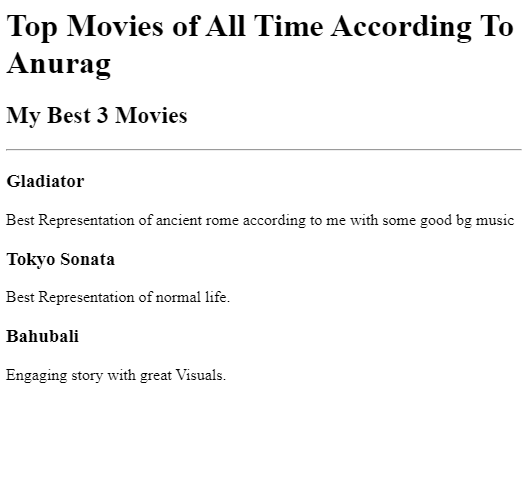 Top Movies of All Time According To
Anurag
My Best 3 Movies
Gladiator
Best Representation of ancient rome according to me with some good bg music
Tokyo Sonata
Best Representation of normal life.
Bahubali
Engaging story with great Visuals.